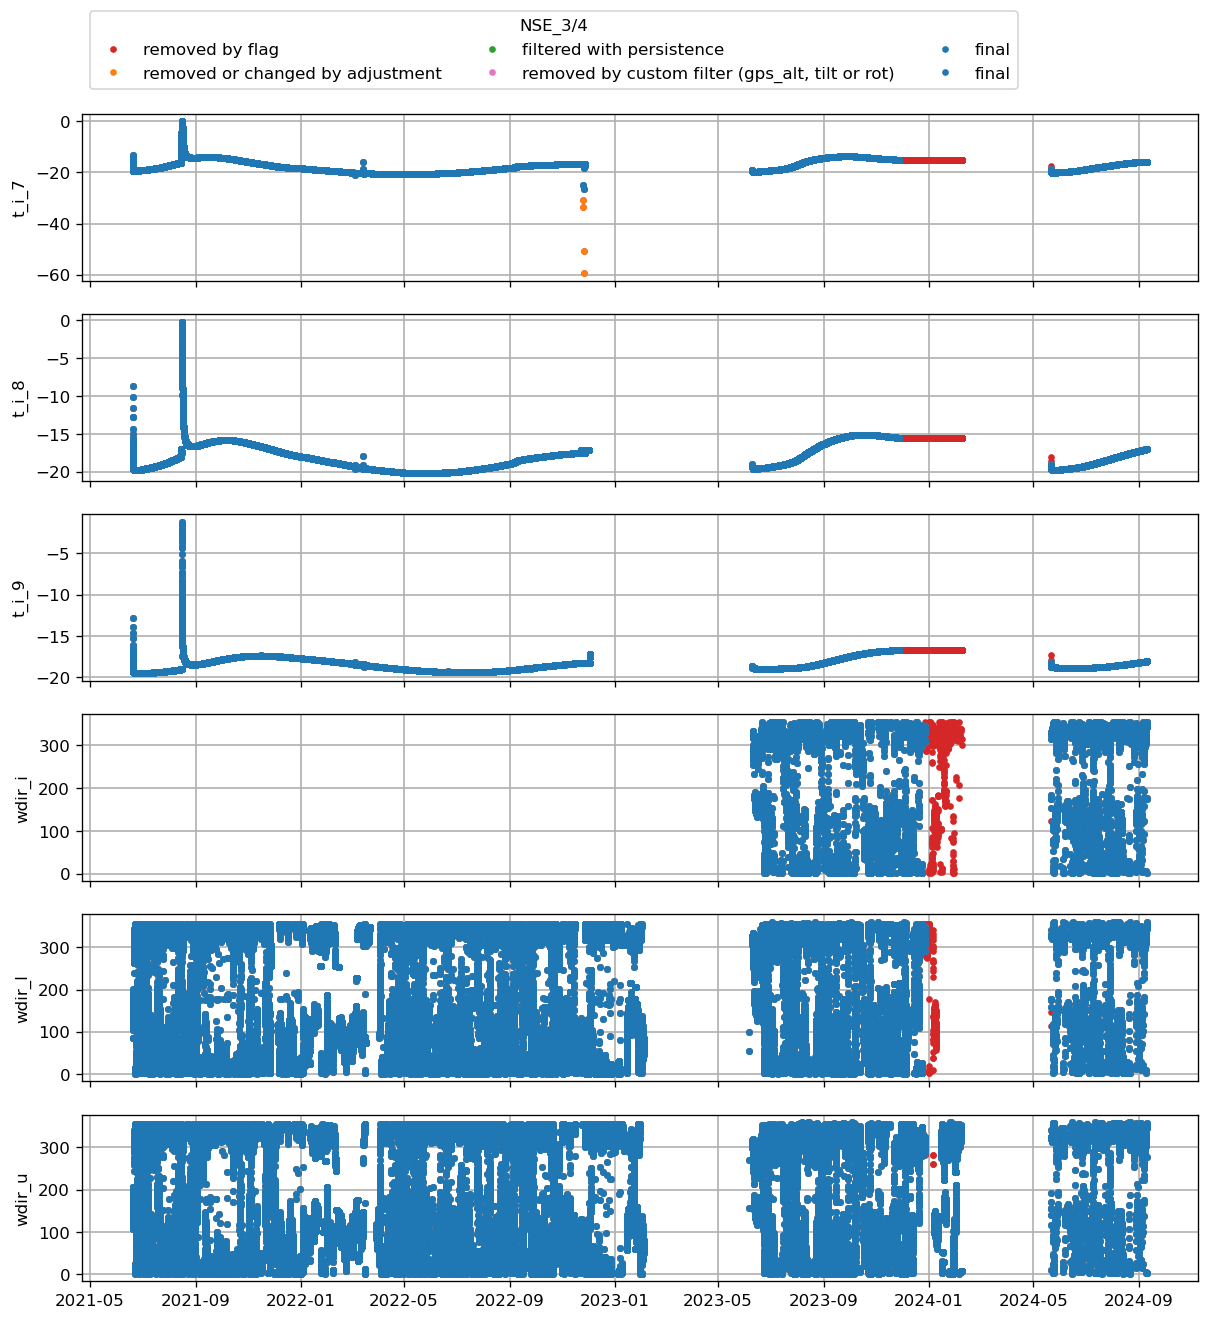 NSE_3/4
removed by flag
filtered with persistence
final
removed or changed by adjustment
removed by custom filter (gps_alt, tilt or rot)
final
0
−20
−40
−60
t_i_7
0
−5
−10
−15
−20
t_i_8
−5
−10
−15
−20
t_i_9
300
200
100
0
wdir_i
300
200
100
0
wdir_l
300
200
100
0
wdir_u
2021-05
2021-09
2022-01
2022-05
2022-09
2023-01
2023-05
2023-09
2024-01
2024-05
2024-09